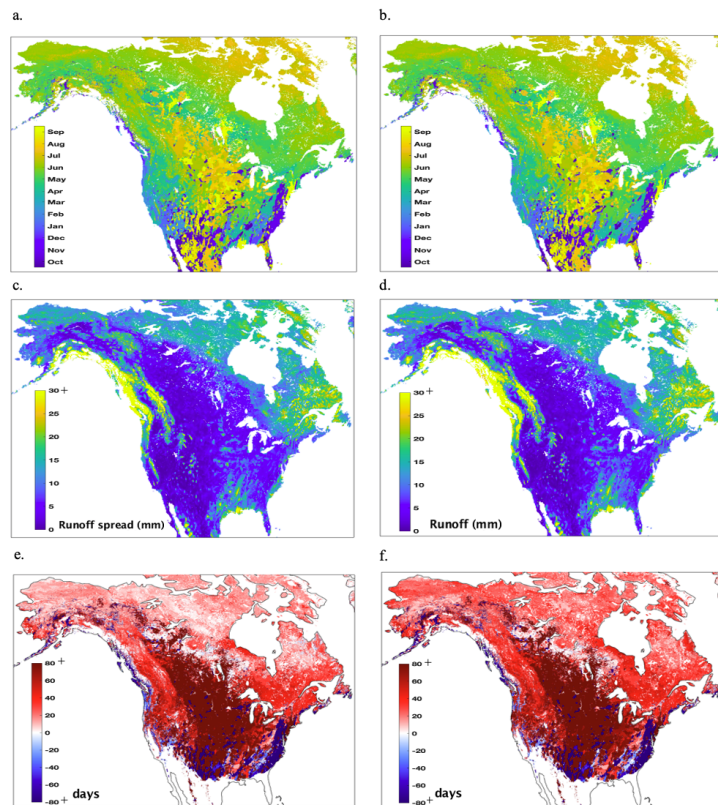 a.
b.
Sep
Aug
Jul
Jun
May
Apr
Mar
Feb
Jan
Dec
Nov
Oct
Sep
Aug
Jul
Jun
May
Apr
Mar
Feb
Jan
Dec
Nov
Oct
c.
d.
30 +
25
20
15
10
5
0
Runoff spread (mm)
30 +
25
20
15
10
5
0
Runoff (mm)
e.
f.
80 +
60
40
20
0
-20
-40
-60
-80 +
days
80 +
60
40
20
0
-20
-40
-60
-80 +
days